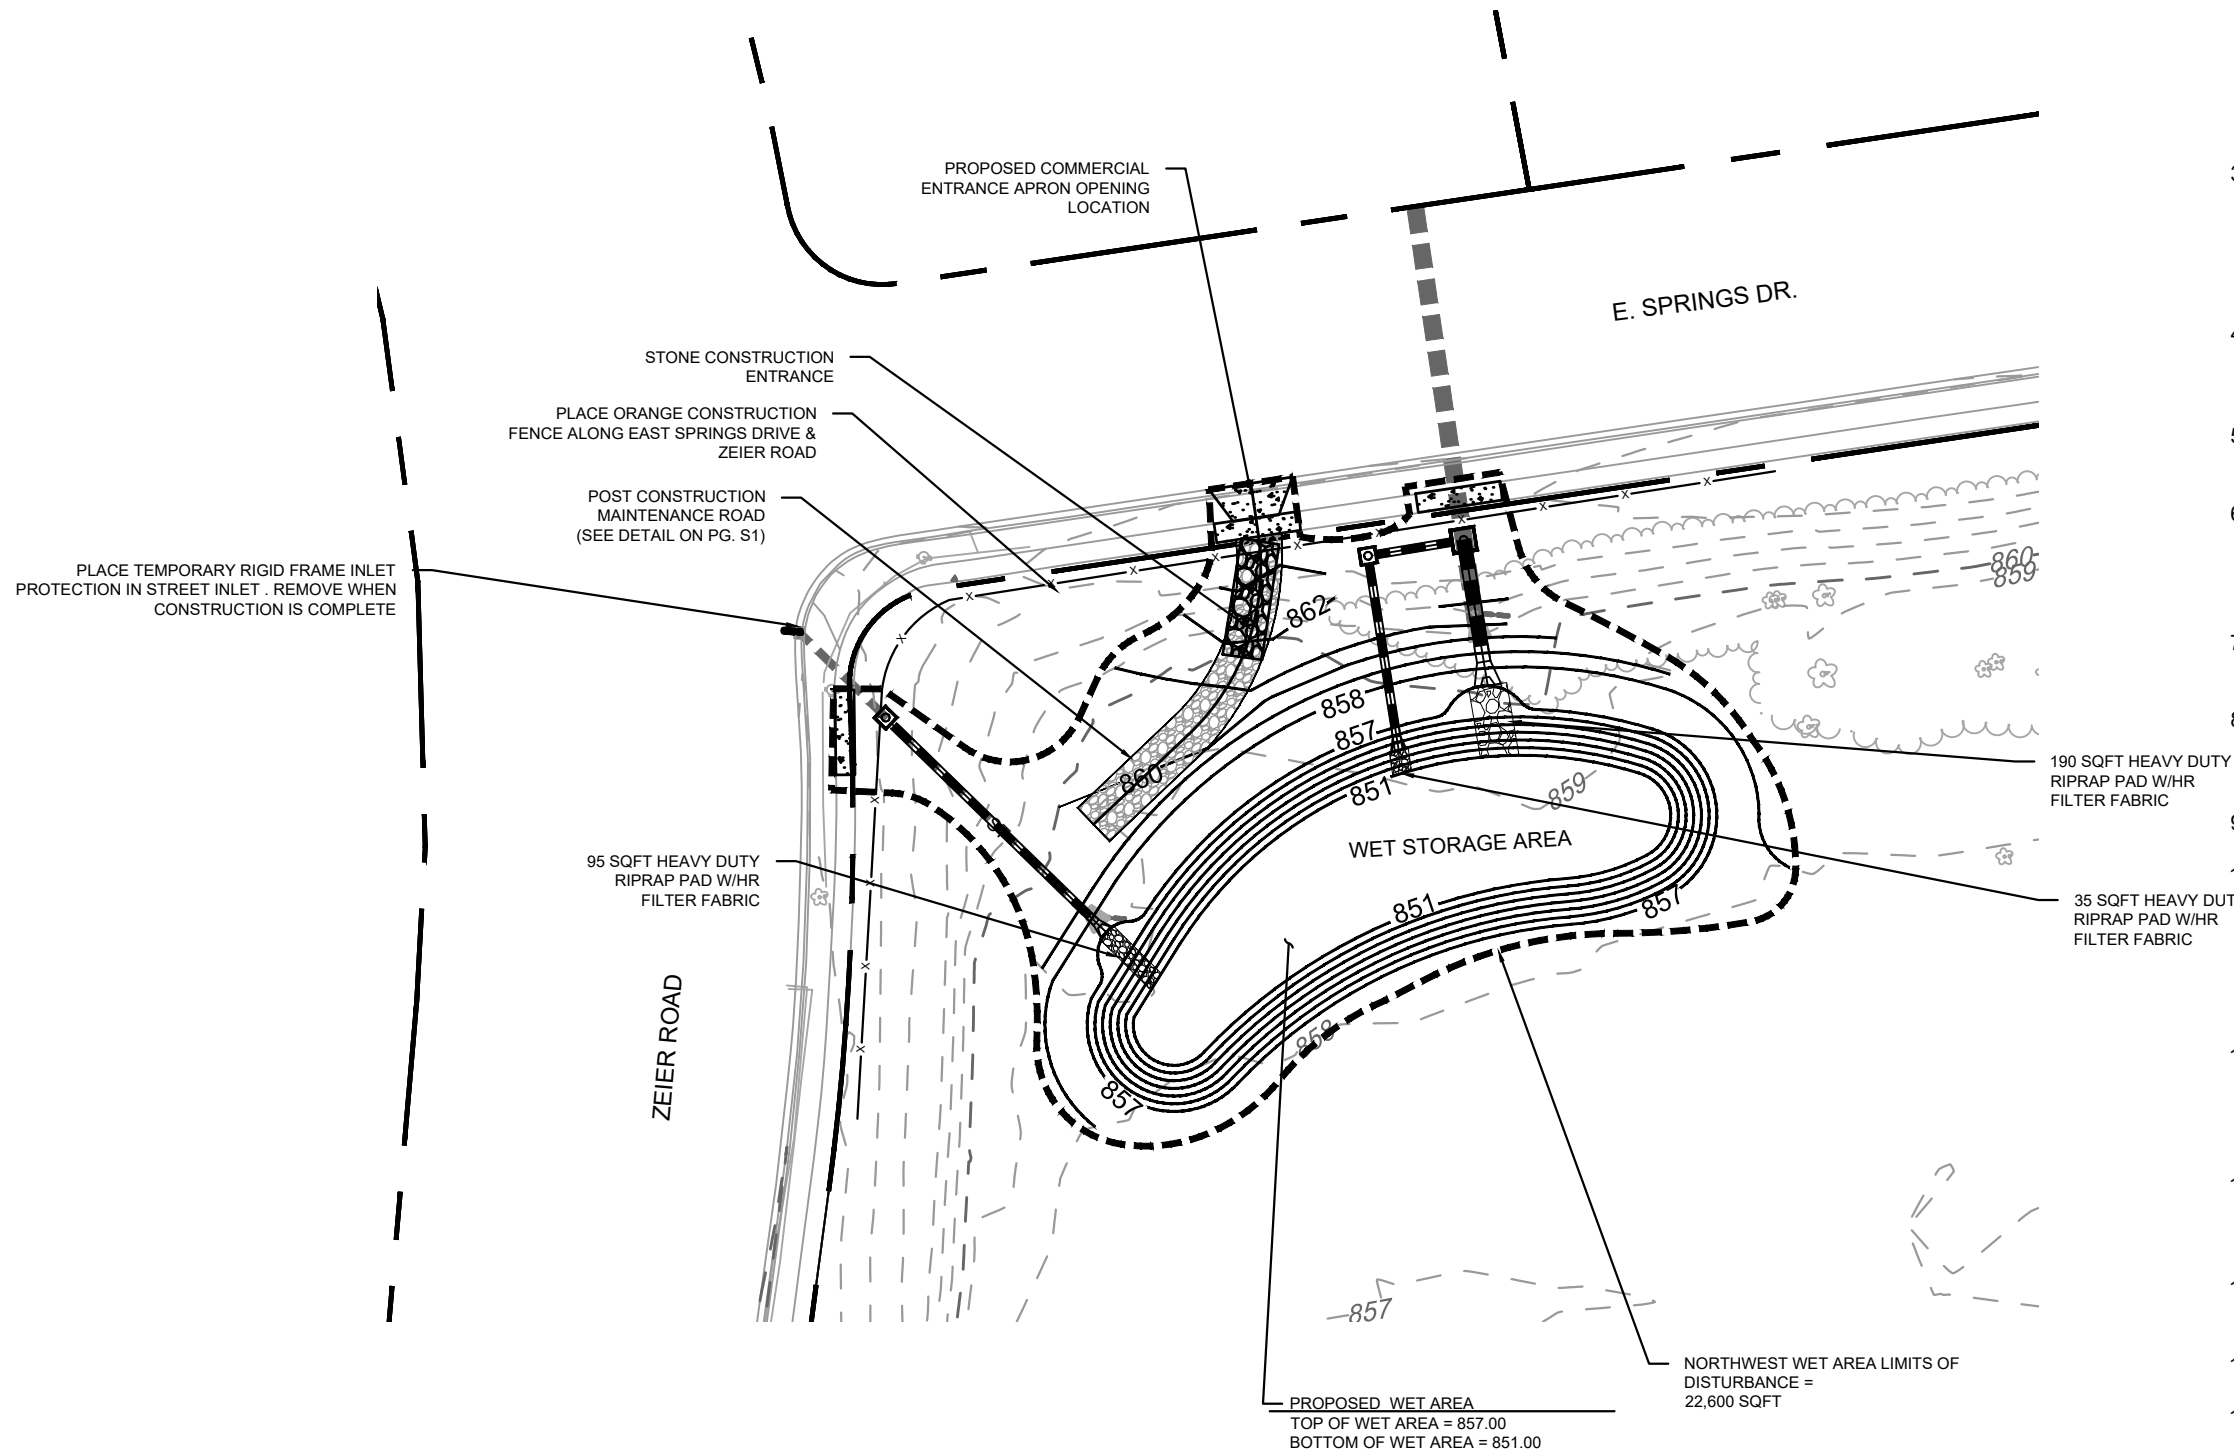 PROPOSED COMMERCIAL
ENTRANCE APRON OPENING
LOCATION
E. SPRINGS DR.
STONE CONSTRUCTION
ENTRANCE
PLACE ORANGE CONSTRUCTION
FENCE ALONG EAST SPRINGS DRIVE &
ZEIER ROAD
POST CONSTRUCTION
MAINTENANCE ROAD
(SEE DETAIL ON PG. S1)
PLACE TEMPORARY RIGID FRAME INLET
PROTECTION IN STREET INLET . REMOVE WHEN
CONSTRUCTION IS COMPLETE
860
859
862
858
857
860
851
859
WET STORAGE AREA
190 SQFT HEAVY DUTY
RIPRAP PAD W/HR
FILTER FABRIC
95 SQFT HEAVY DUTY
RIPRAP PAD W/HR
FILTER FABRIC
851
857
35 SQFT HEAVY DUT
RIPRAP PAD W/HR
FILTER FABRIC
ZEIER ROAD
858
857
857
NORTHWEST WET AREA LIMITS OF
DISTURBANCE =
22,600 SQFT
PROPOSED WET AREA
TOP OF WET AREA = 857.00
BOTTOM OF WET AREA = 851.00